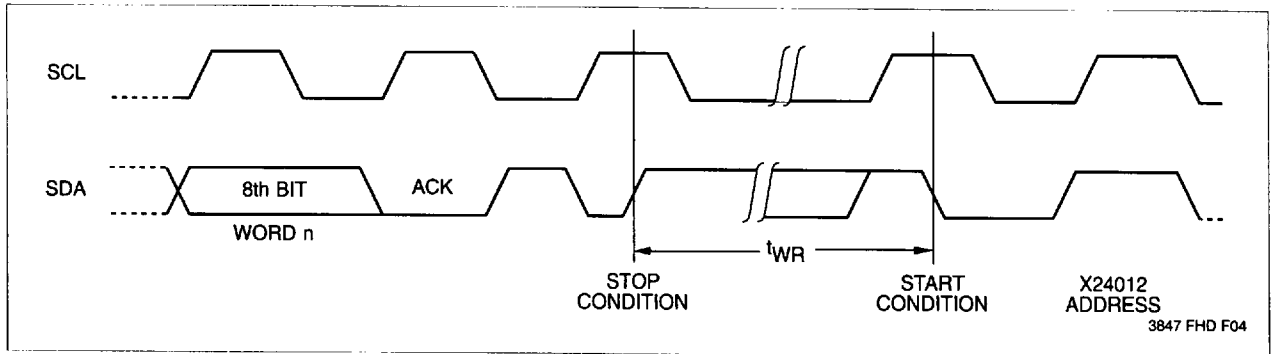 SCL
SDA
8th BIT
ACK
WORD n
tWR
STOP
CONDITION
START
CONDITION
X24012
ADDRESS
3847 FHD F04